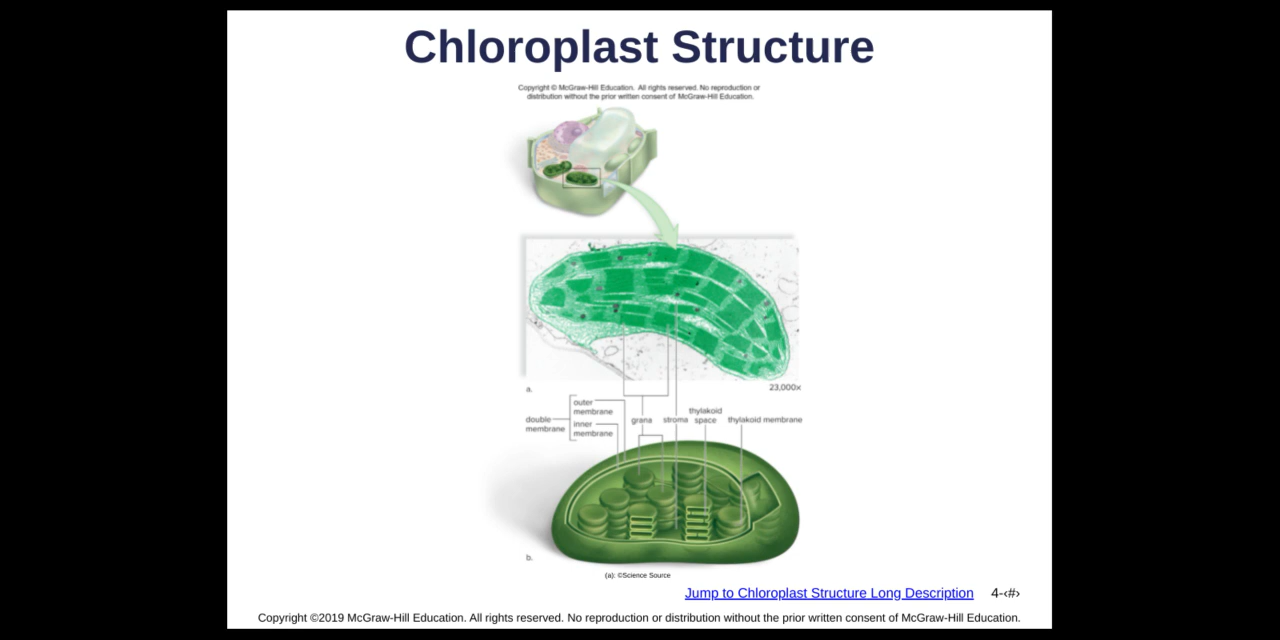 Chloroplast Structure
Copyright © McGraw-Hill Education. All rights reserved. No reproduction or
distribution without the prior written consent of McGraw-Hill Education.
a.
23,000x
double
membrane
outer
membrane
inner
membrane
grana
stroma
thylakoid
space
thylakoid membrane
b.
(a): ©Science Source
Jump to Chloroplast Structure Long Description
4-‹#›
Copyright ©2019 McGraw-Hill Education. All rights reserved. No reproduction or distribution without the prior written consent of McGraw-Hill Education.